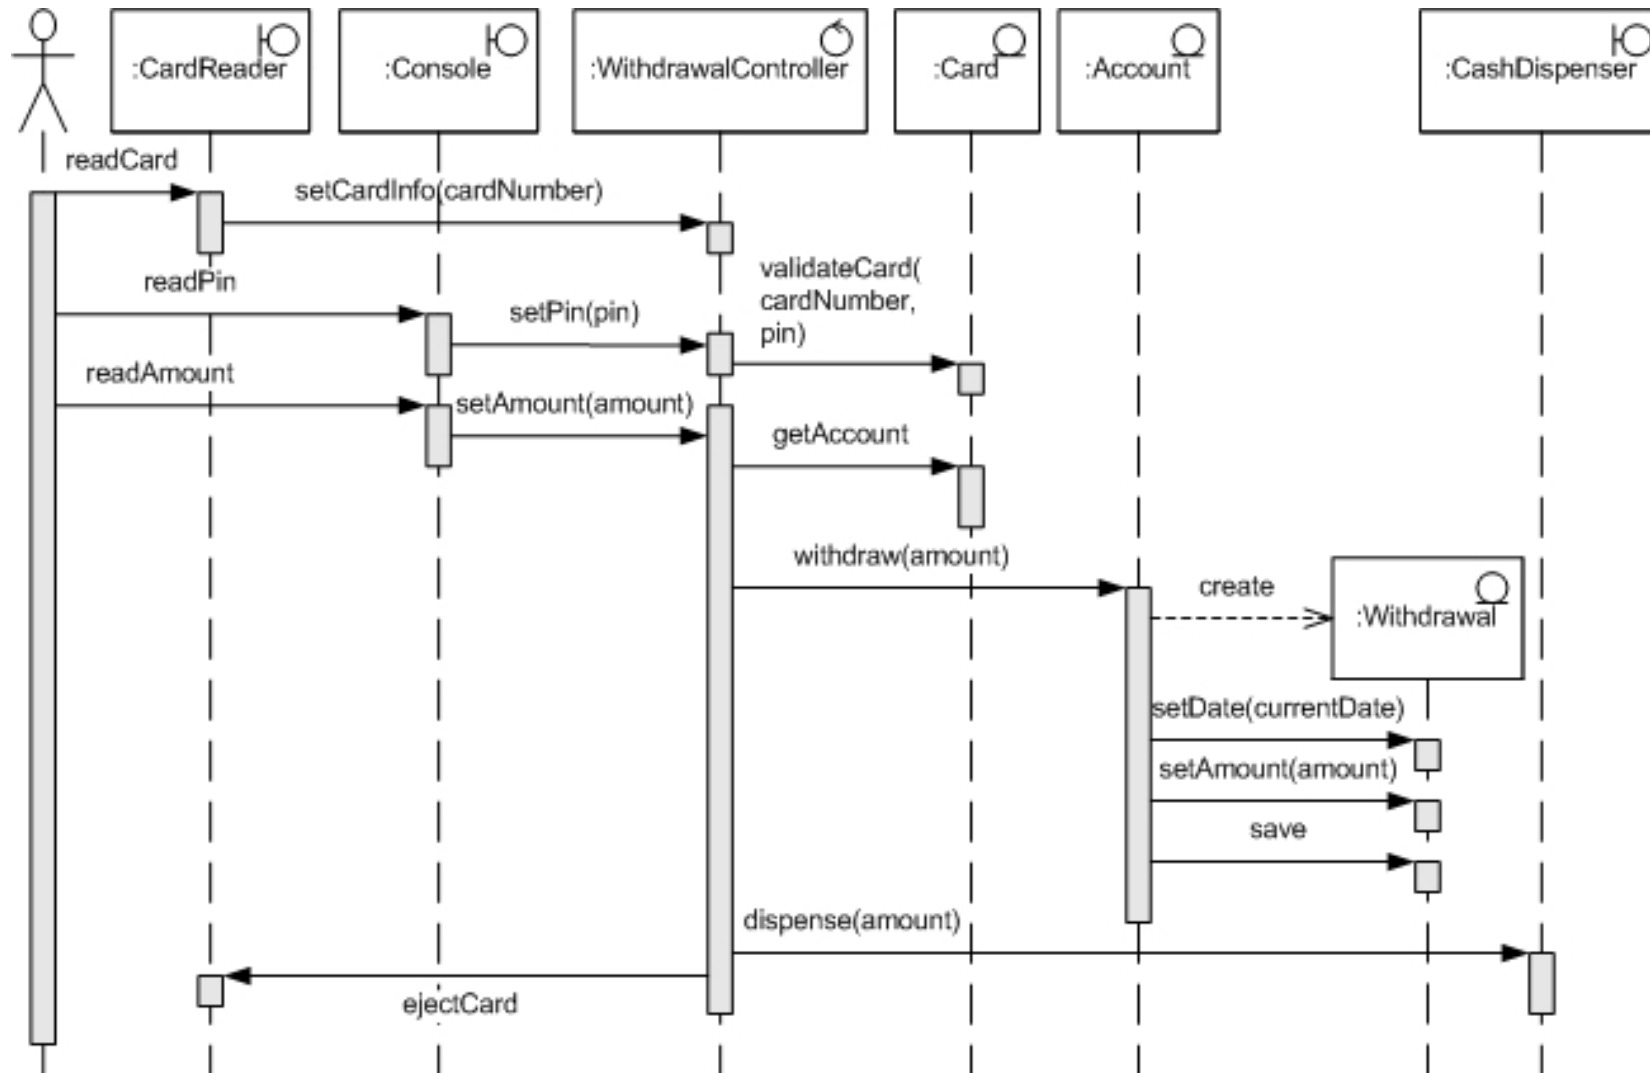 :CardReader
:Console
:WithdrawalController
:Card
:Account
:CashDispenser
readCard
setCardInfo(cardNumber)
readPin
setPin(pin)
validateCard(
cardNumber,
pin)
readAmount
setAmount(amount)
getAccount
withdraw(amount)
create
:Withdrawal
setDate(currentDate)
setAmount(amount)
save
dispense(amount)
ejectCard